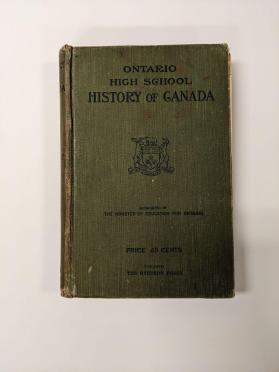 ONTARIO
HIGH SCHOOL
HISTORY OF CANADA
AUTHORIZED BY
THE MINISTER OF EDUCATION FOR ONTARIO
PRICE 45 CENTS
TORONTO
THE RYERSON PRESS